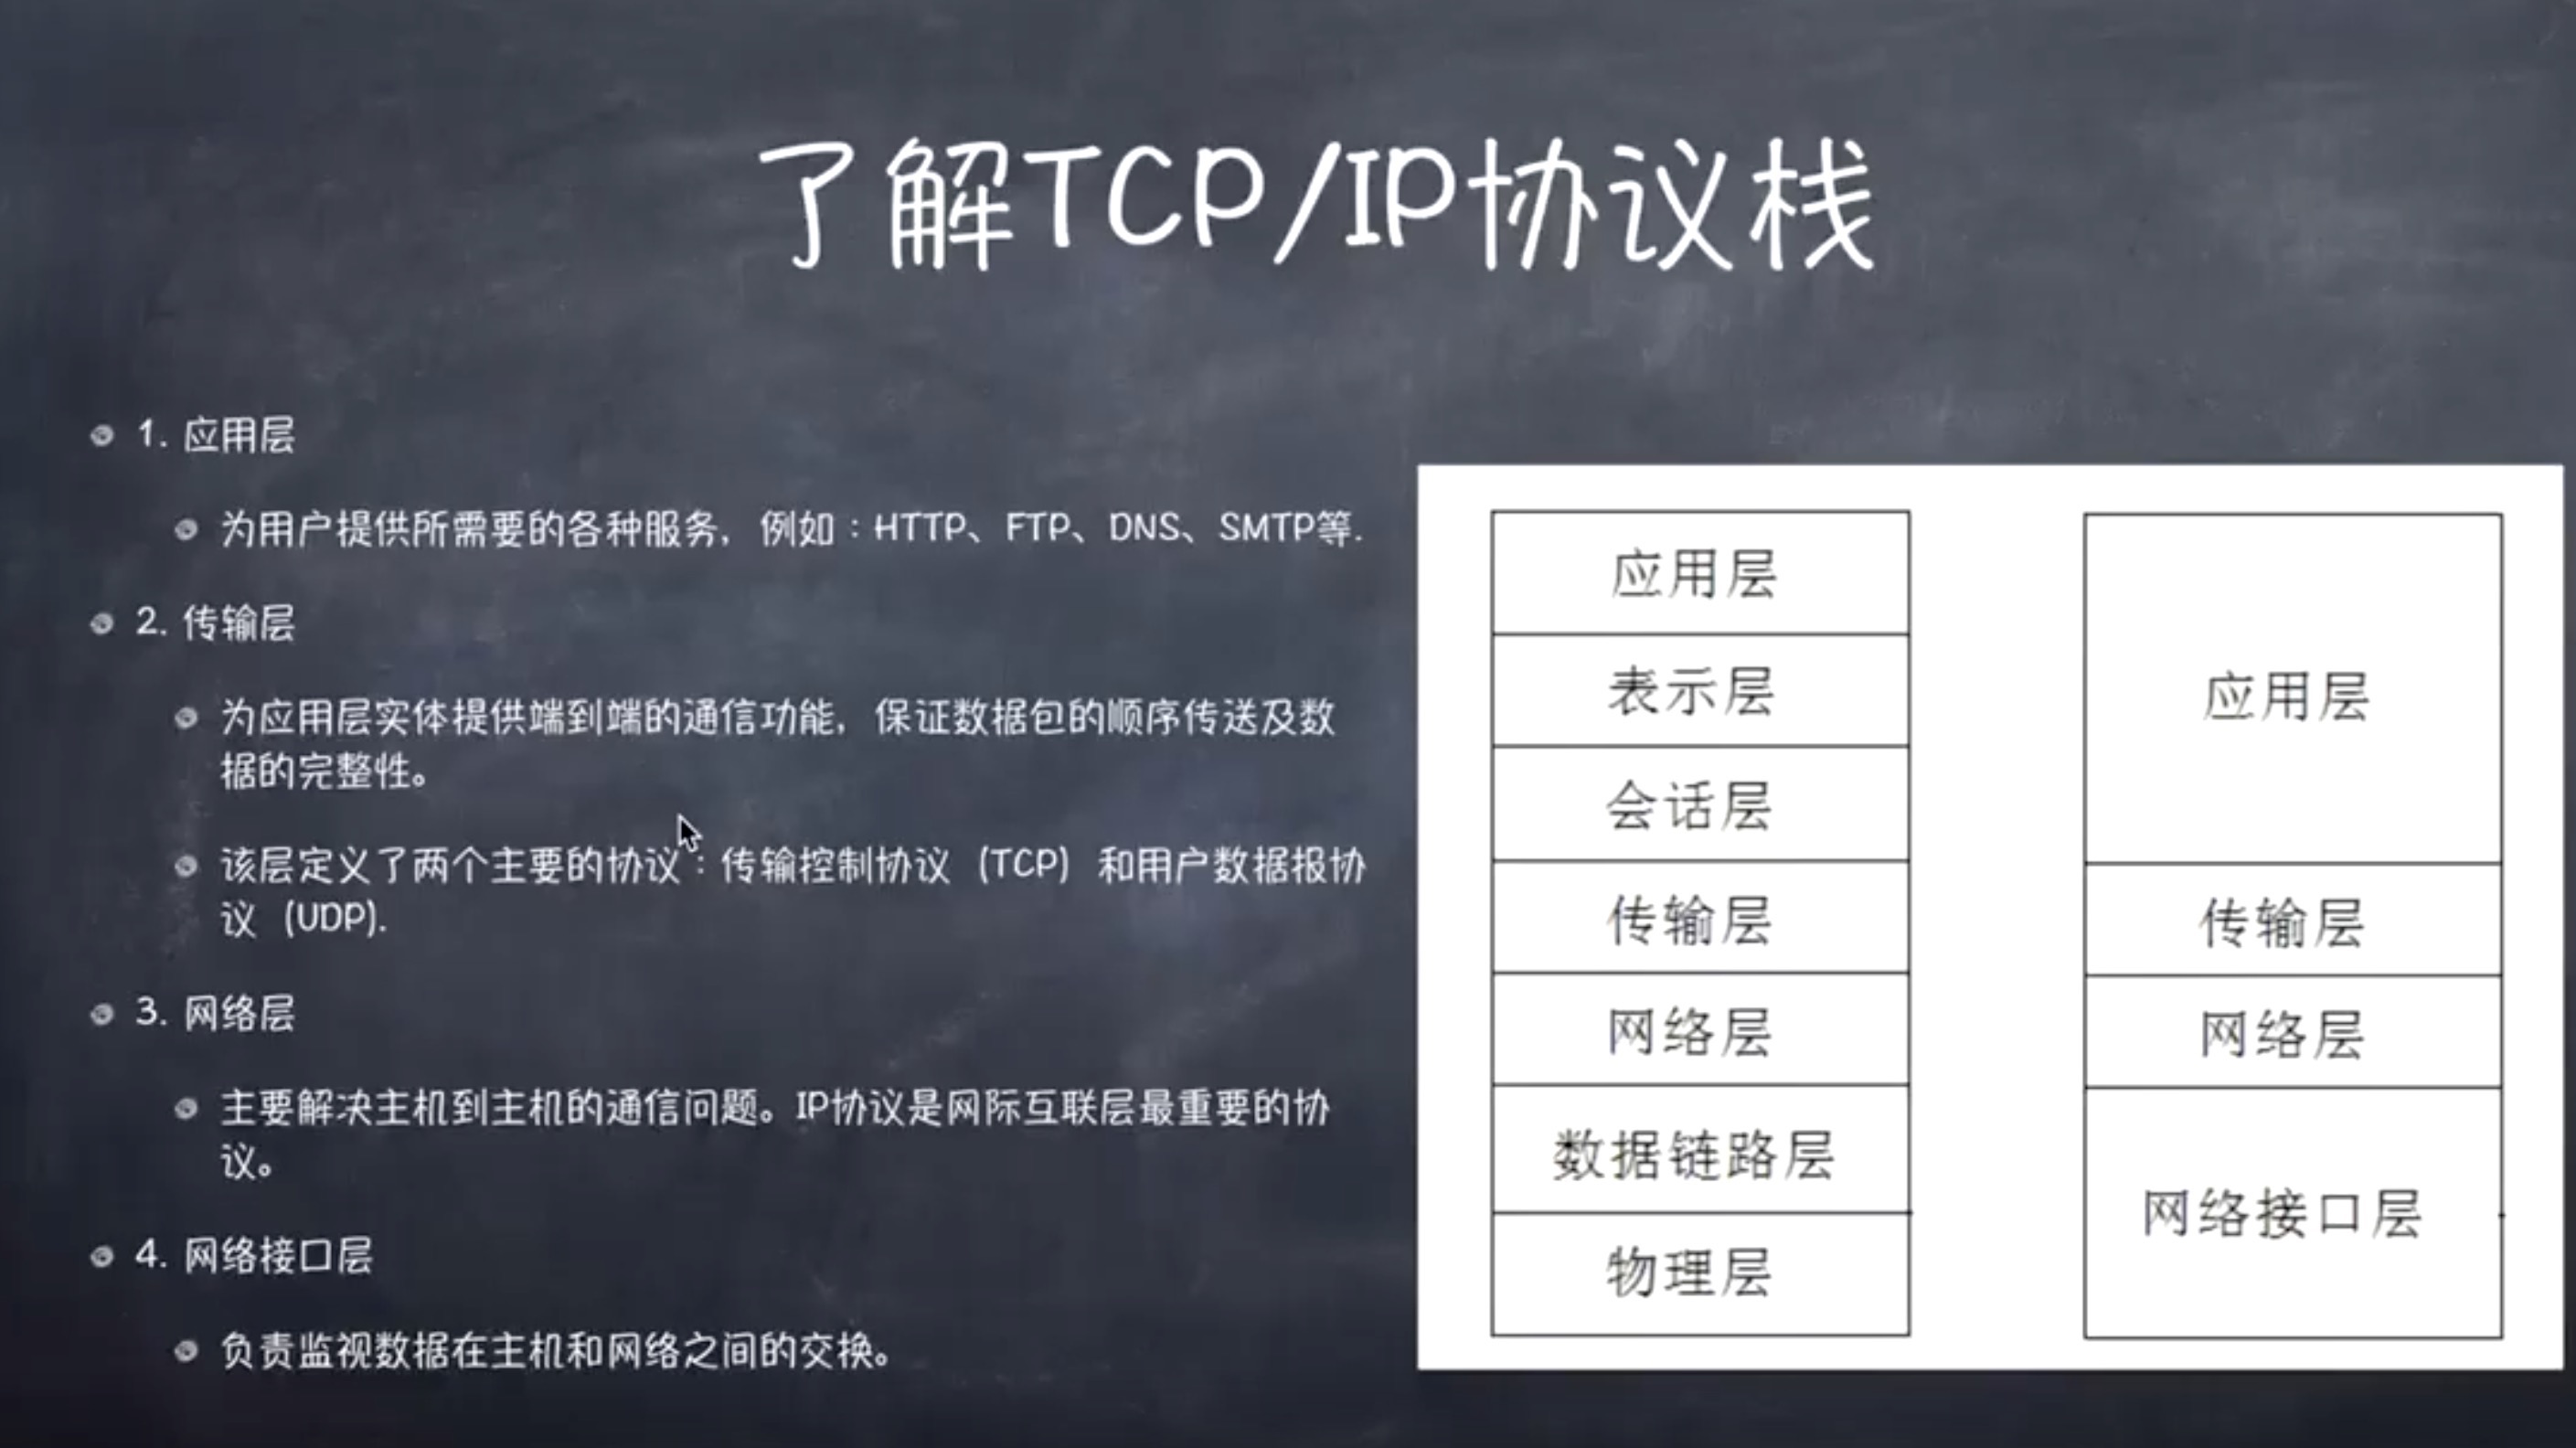 了解TCP/IP协议栈
1. 应用层
为用户提供所需要的各种服务，例如：HTTP、FTP、DNS、SMTP等.
2. 传输层
为应用层实体提供端到端的通信功能，保证数据包的顺序传送及数
据的完整性。
该层定义了两个主要的协议：传输控制协议（TCP）和用户数据报协
议（UDP).
3. 网络层
主要解决主机到主机的通信问题。IP协议是网际互联层最重要的协
议。
4. 网络接口层
负责监视数据在主机和网络之间的交换。
应用层
表示层
会话层
传输层
网络层
数据链路层
物理层
应用层
传输层
网络层
网络接口层